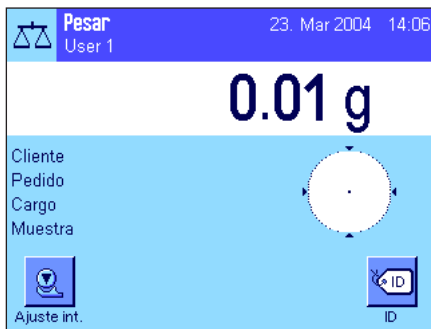 Pesar 23. Mar 2004 14:06
User 1
0.01 g
Cliente
Pedido
Cargo
Muestra
ID
Ajuste int. ID